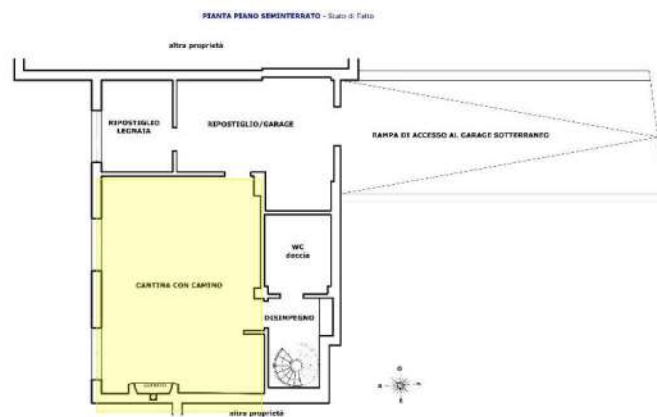 PIANTA PIANO SEMINTERRATO - Stato di Fatto
altra proprietà
RIPOSTIGLIO
LEGNAIA
RIPOSTIGLIO/GARAGE
RAMPA DI ACCESSO AL GARAGE SOTTERRANEO
WC
doccia
CANTINA CON CAMINO
DISIMPEGNO
CAMINO
O
E
altra proprietà